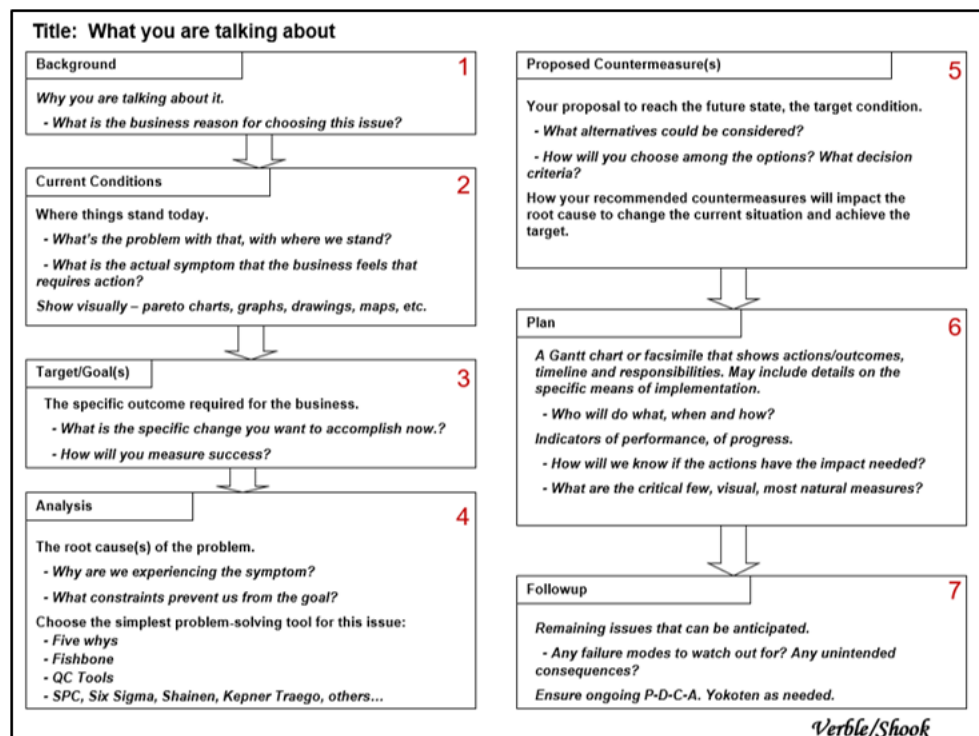 Title: What you are talking about
Background
1
Why you are talking about it.
- What is the business reason for choosing this issue?
Current Conditions
2
Where things stand today.
- What's the problem with that, with where we stand?
- What is the actual symptom that the business feels that
requires action?
Show visually – pareto charts, graphs, drawings, maps, etc.
Target/Goal(s)
3
The specific outcome required for the business.
- What is the specific change you want to accomplish now.?
- How will you measure success?
Analysis
4
The root cause(s) of the problem.
- Why are we experiencing the symptom?
- What constraints prevent us from the goal?
Choose the simplest problem-solving tool for this issue:
- Five whys
- Fishbone
- QC Tools
- SPC, Six Sigma, Shainen, Kepner Traego, others…
Proposed Countermeasure(s)
5
Your proposal to reach the future state, the target condition.
- What alternatives could be considered?
- How will you choose among the options? What decision
criteria?
How your recommended countermeasures will impact the
root cause to change the current situation and achieve the
target.
Plan
6
A Gantt chart or facsimile that shows actions/outcomes,
timeline and responsibilities. May include details on the
specific means of implementation.
- Who will do what, when and how?
Indicators of performance, of progress.
- How will we know if the actions have the impact needed?
- What are the critical few, visual, most natural measures?
Followup
7
Remaining issues that can be anticipated.
- Any failure modes to watch out for? Any unintended
consequences?
Ensure ongoing P-D-C-A. Yokoten as needed.
Verble/Shook